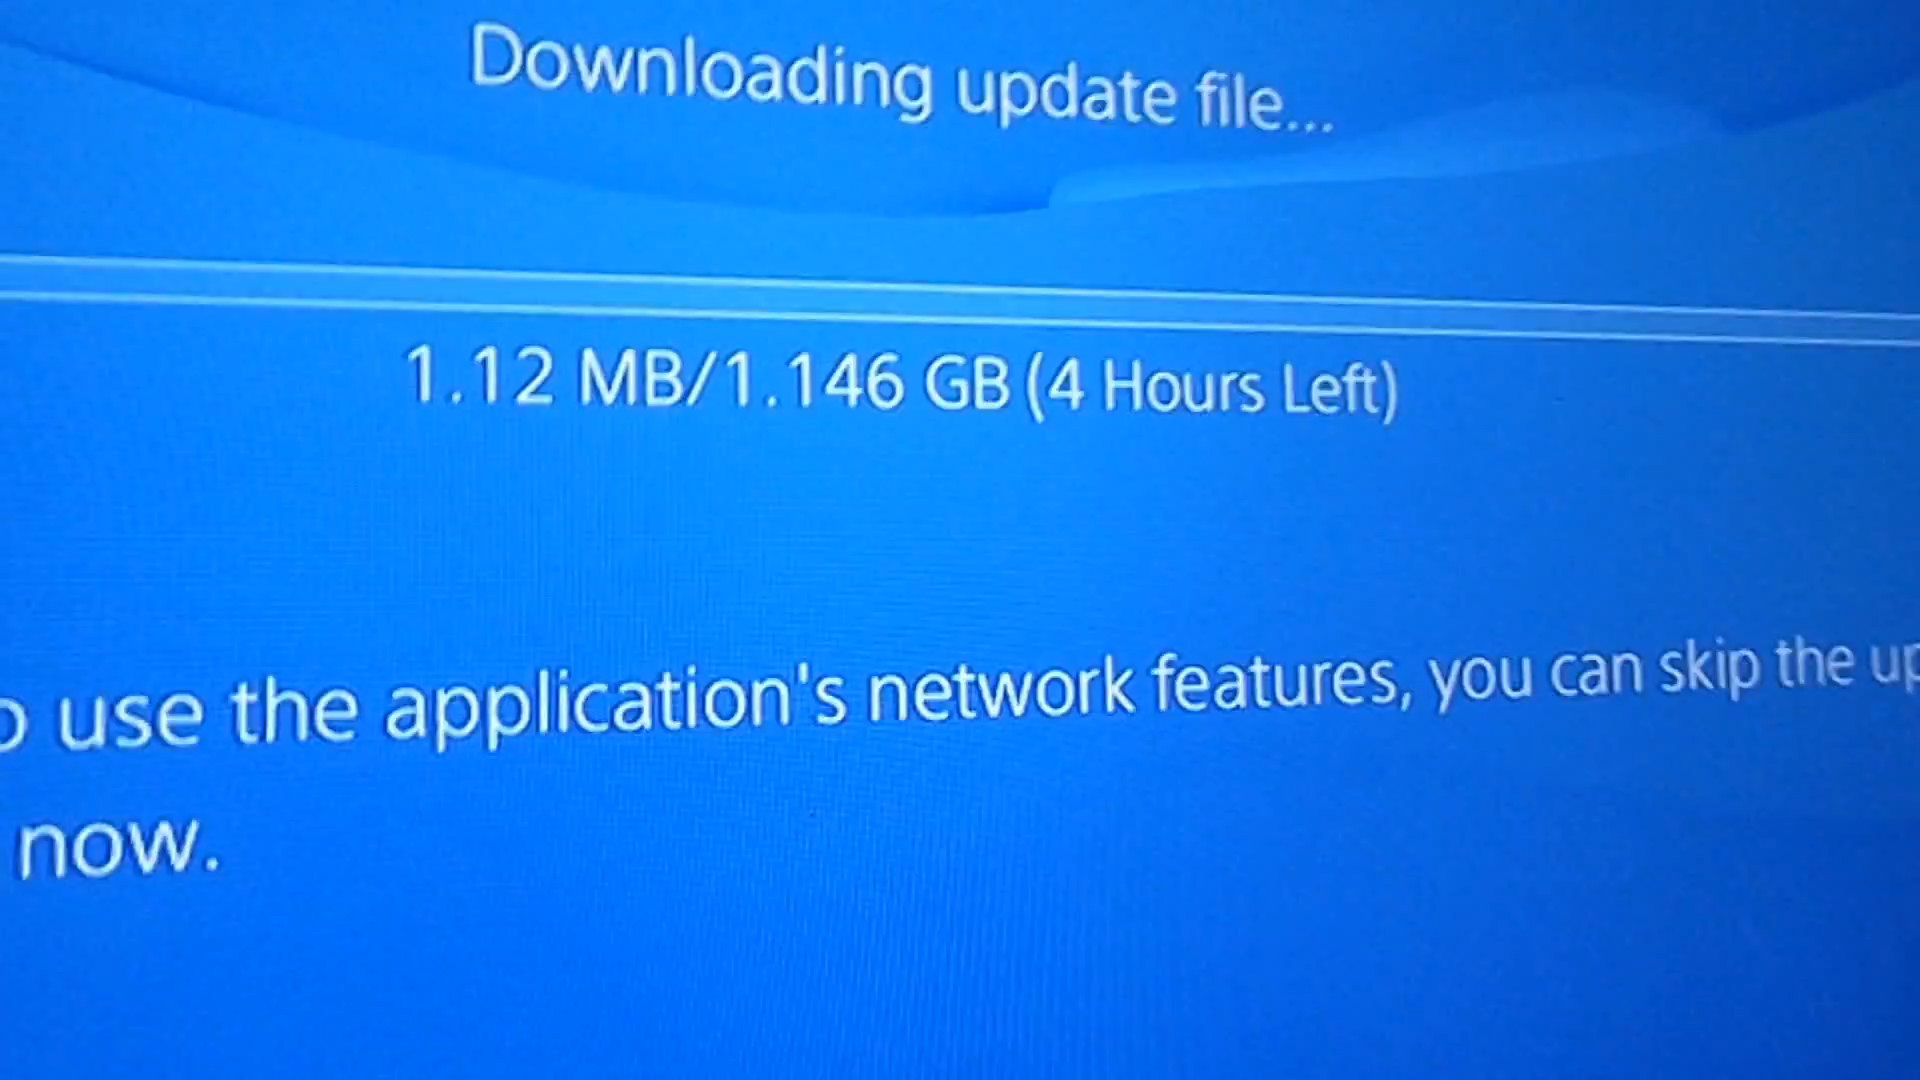 Downloading update file...
1.12 MB/1.146 GB (4 Hours Left)
use the application's network features, you can skip the
now.